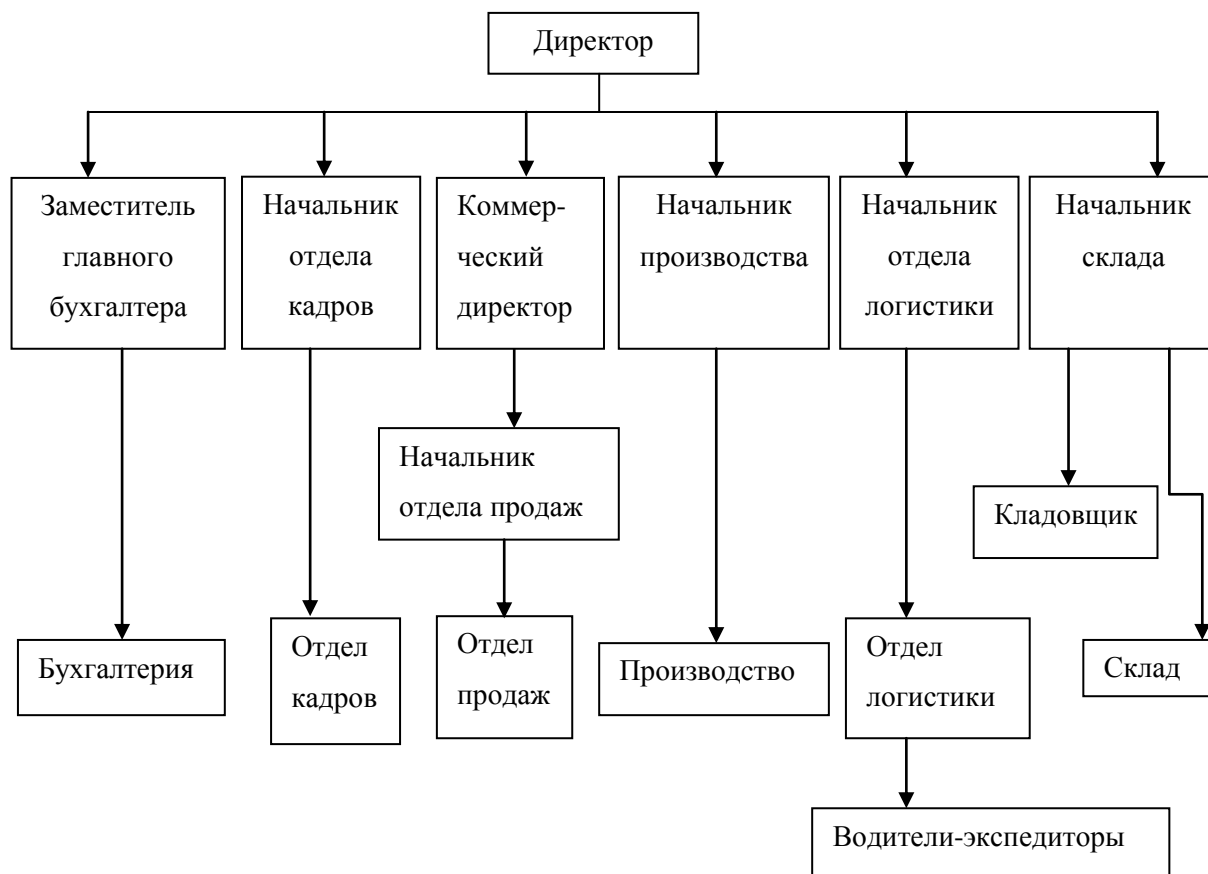 Директор
Заместитель
главного
бухгалтера
Начальник
отдела
кадров
Коммер-
ческий
директор
Начальник
производства
Начальник
отдела
логистики
Начальник
склада
Начальник
отдела продаж
Кладовщик
Бухгалтерия
Отдел
кадров
Отдел
продаж
Производство
Отдел
логистики
Склад
Водители-экспедиторы